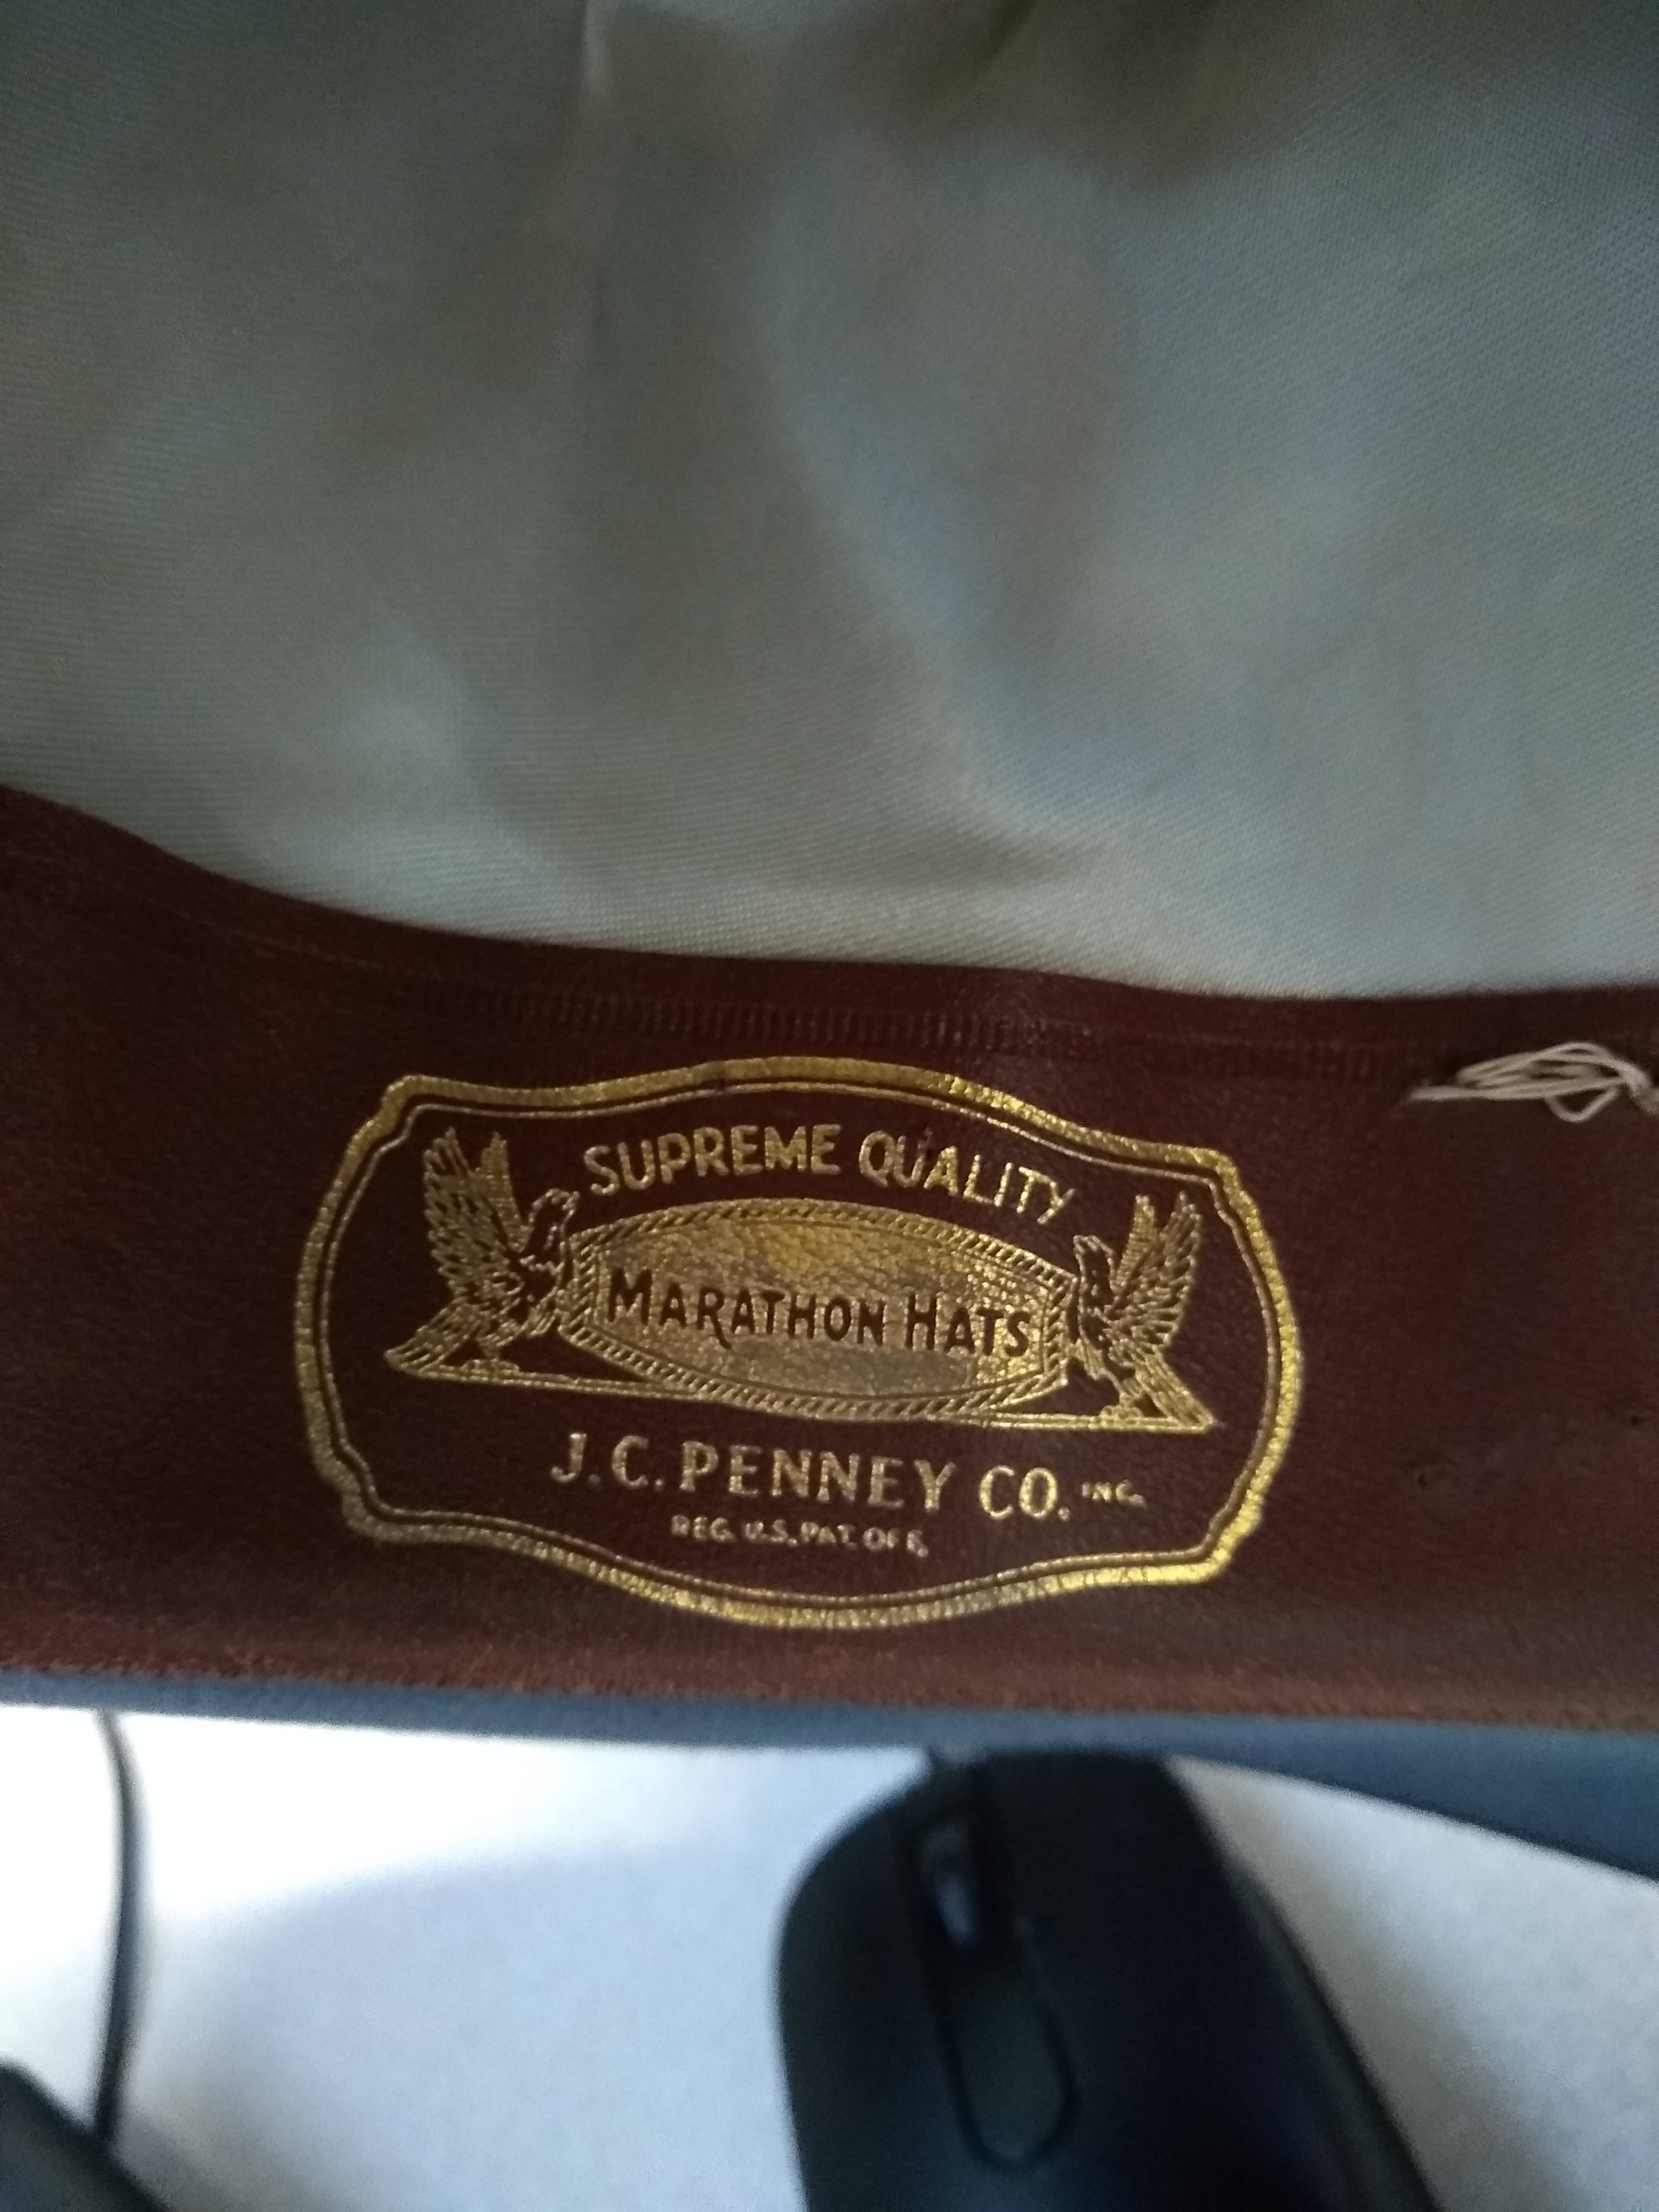 SUPREME QUALITY
MARATHON HATS
J.C. PENNEY CO. INC.
REG. U.S. PAT. OFF.